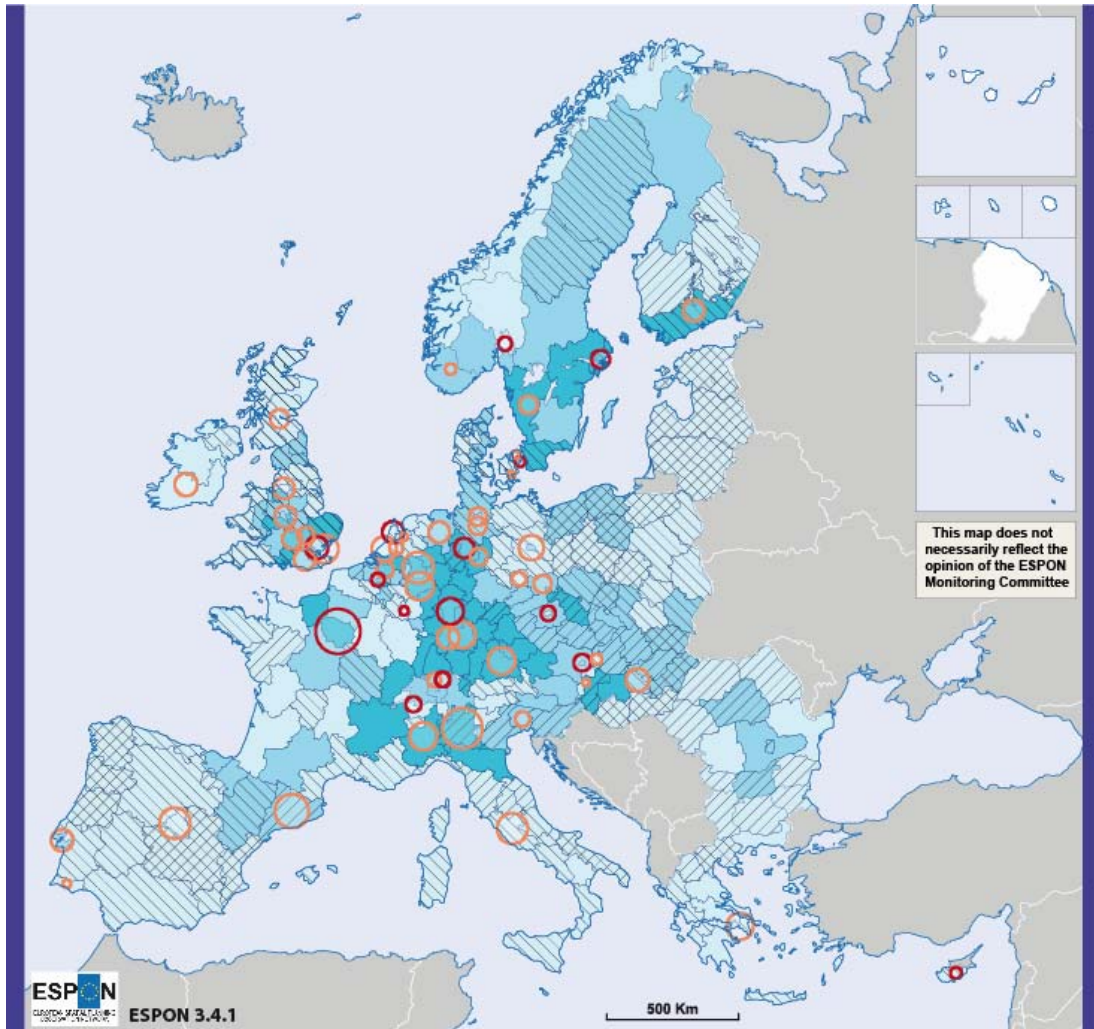 This map does not
necessarily reflect the
opinion of the ESPON
Monitoring Committee
ESPON
ESPON 3.4.1
500 Km